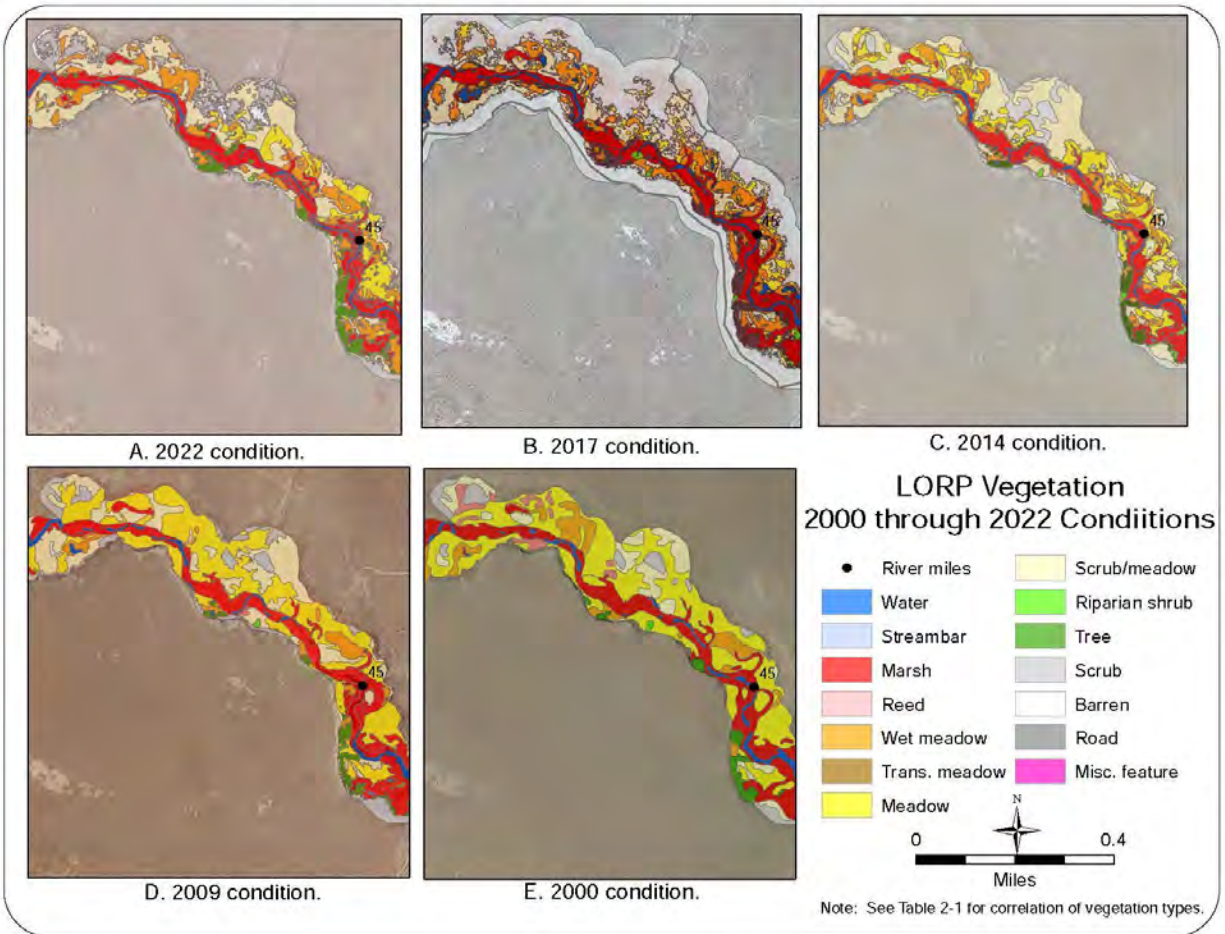 45
45
45
A. 2022 condition.
B. 2017 condition.
C. 2014 condition.
45
45
D. 2009 condition.
E. 2000 condition.
LORP Vegetation
2000 through 2022 Condiitions
River miles
Water
Streambar
Marsh
Reed
Wet meadow
Trans. meadow
Meadow
Scrub/meadow
Riparian shrub
Tree
Scrub
Barren
Road
Misc. feature
N
0 0.4
Miles
Note: See Table 2-1 for correlation of vegetation types.